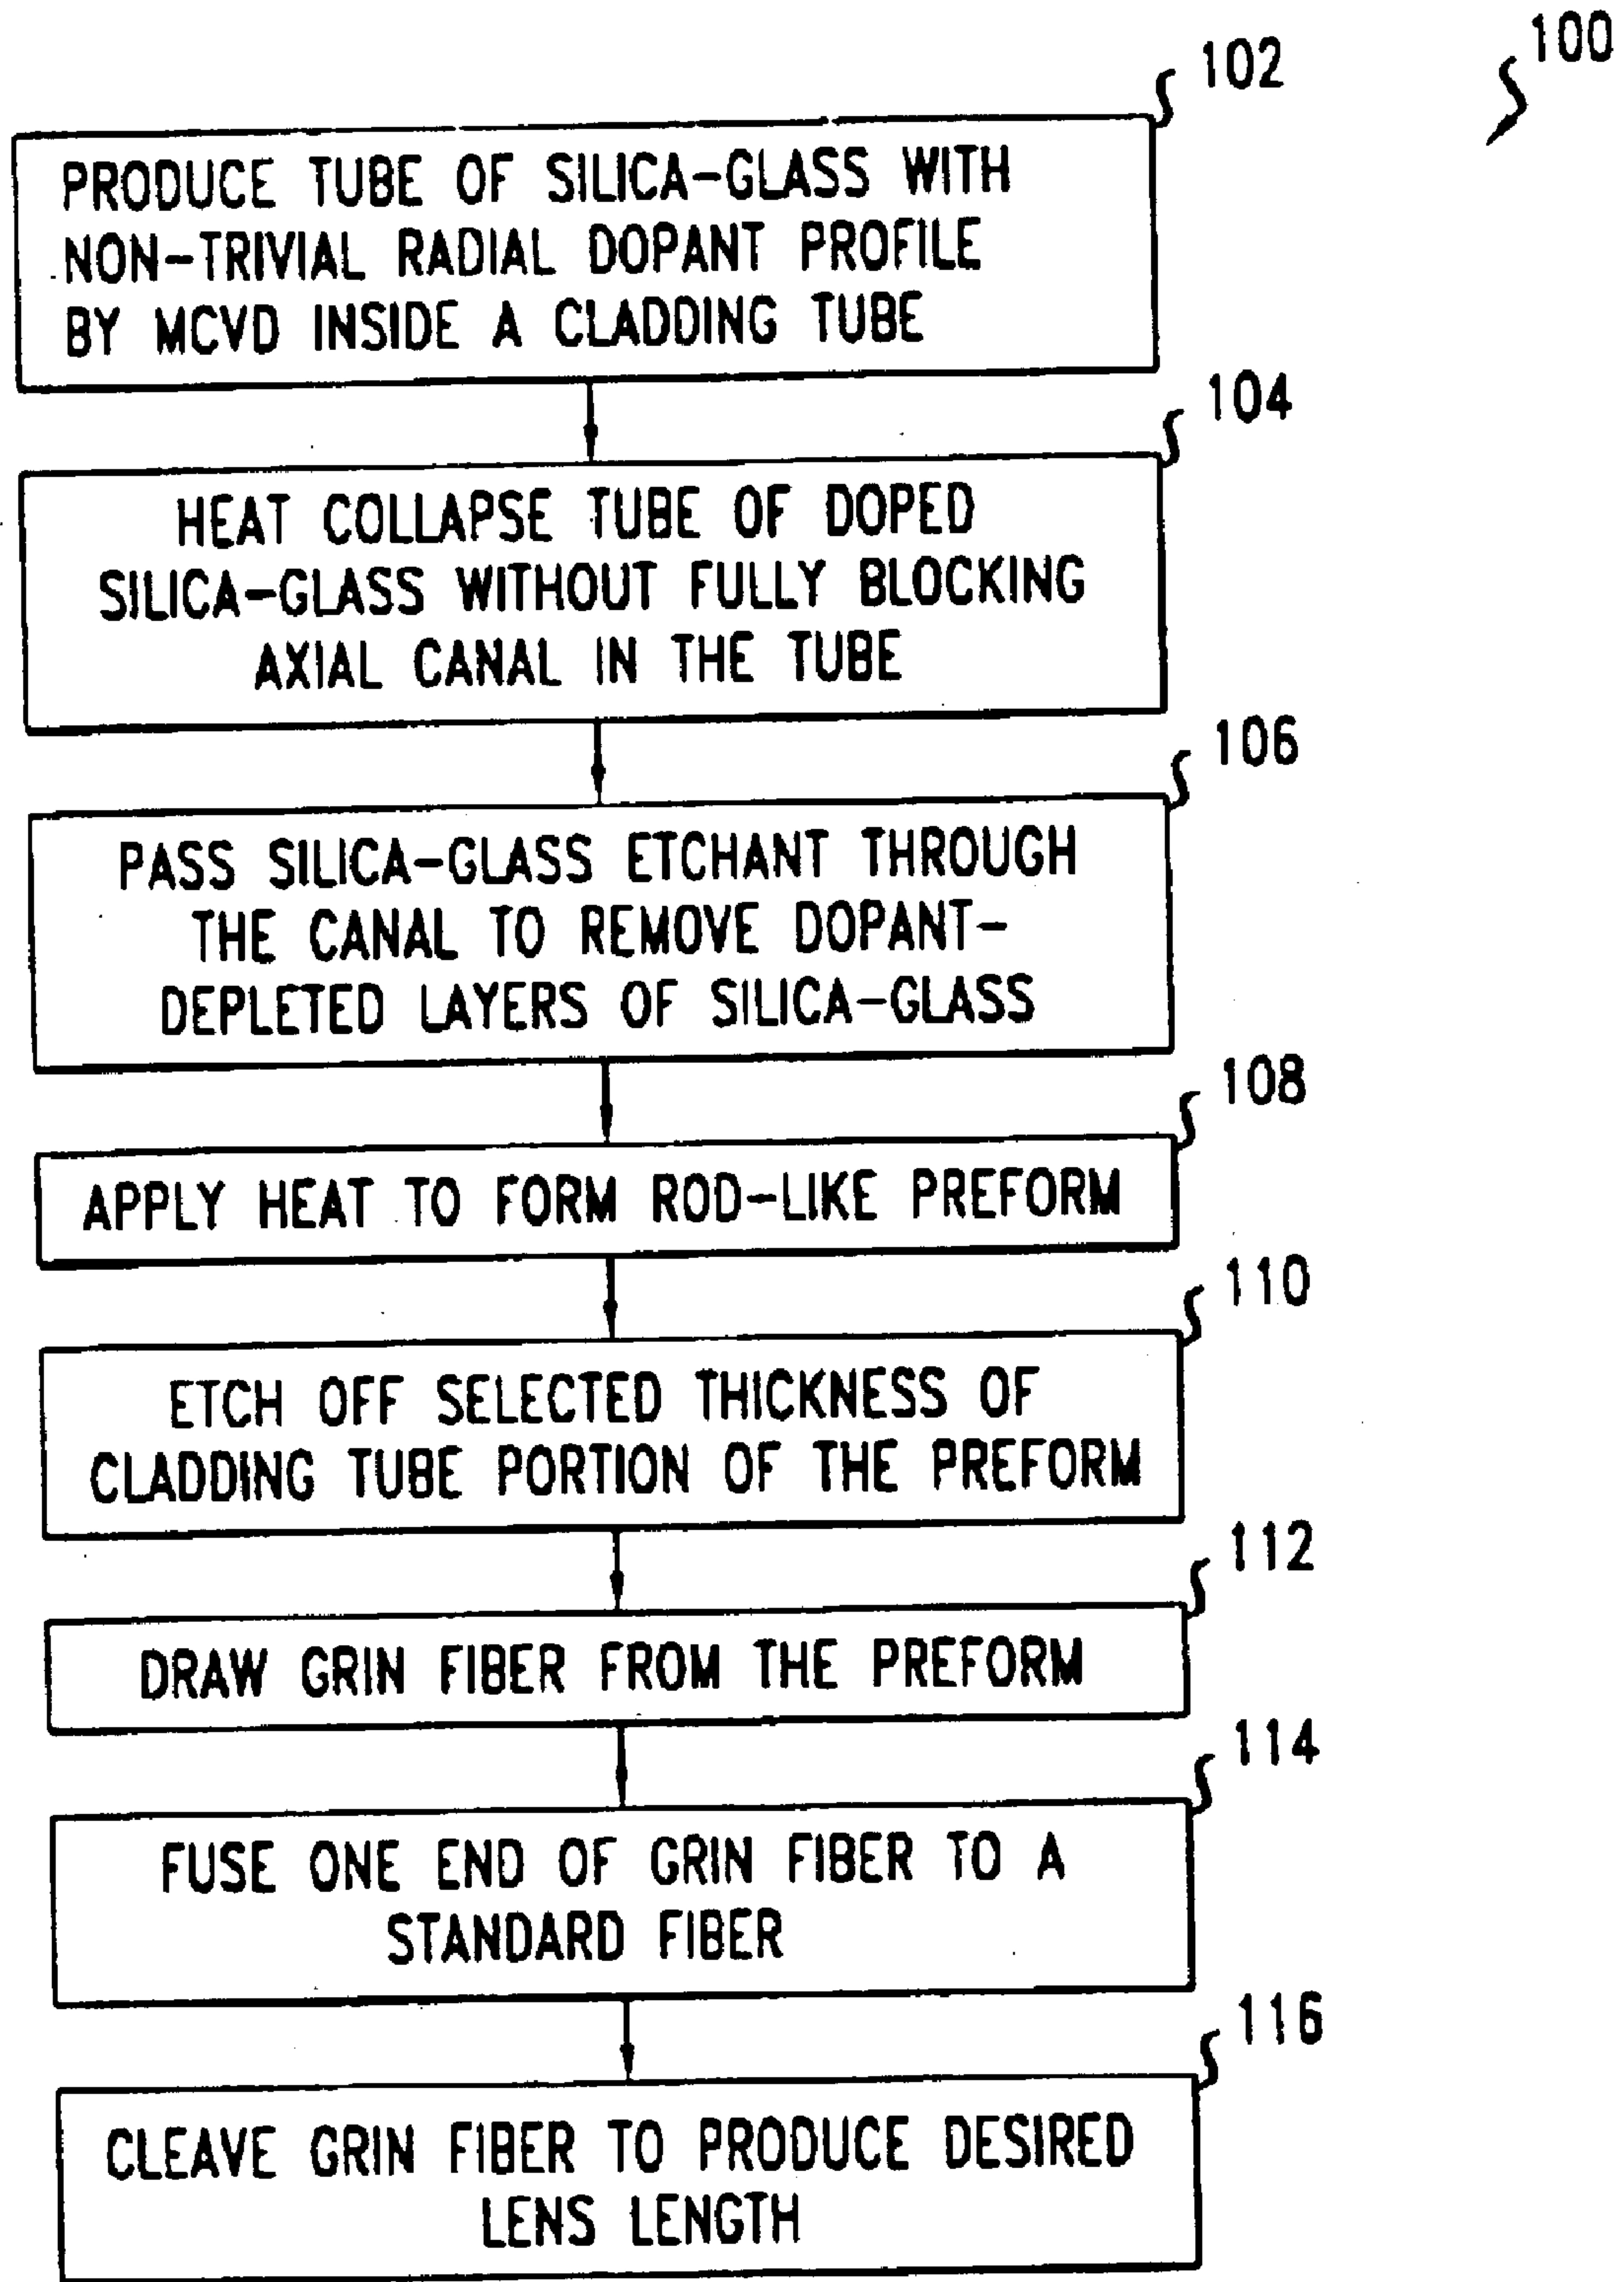 100
102
PRODUCE TUBE OF SILICA-GLASS WITH
NON-TRIVIAL RADIAL DOPANT PROFILE
BY MCVD INSIDE A CLADDING TUBE
104
HEAT COLLAPSE TUBE OF DOPED
SILICA-GLASS WITHOUT FULLY BLOCKING
AXIAL CANAL IN THE TUBE
106
PASS SILICA-GLASS ETCHANT THROUGH
THE CANAL TO REMOVE DOPANT-
DEPLETED LAYERS OF SILICA-GLASS
108
APPLY HEAT TO FORM ROD-LIKE PREFORM
110
ETCH OFF SELECTED THICKNESS OF
CLADDING TUBE PORTION OF THE PREFORM
112
DRAW GRIN FIBER FROM THE PREFORM
114
FUSE ONE END OF GRIN FIBER TO A
STANDARD FIBER
116
CLEAVE GRIN FIBER TO PRODUCE DESIRED
LENS LENGTH